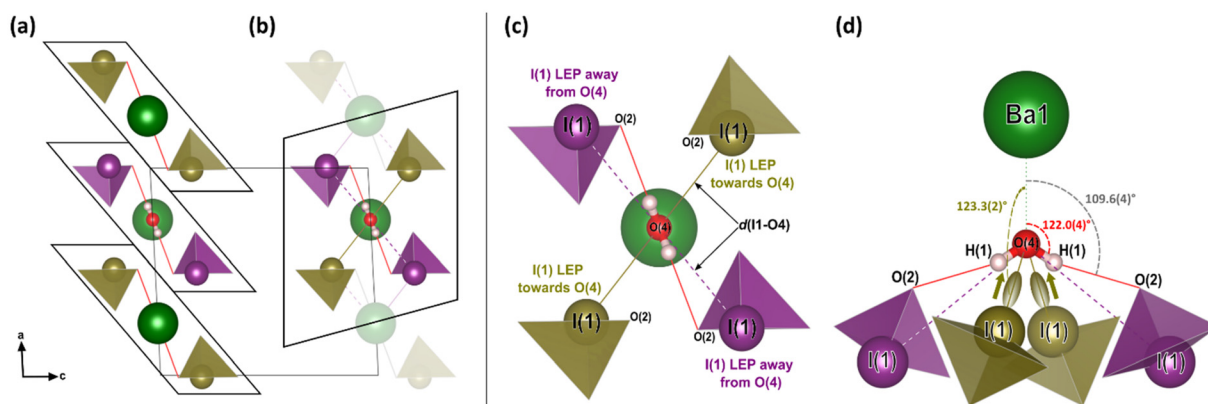 (a)
(b)
a
c
H
H
(c)
I(1) LEP away
from O(4)
I(1)
O(2)
O(2)
I(1)
I(1) LEP
towards O(4)
O(4)
d(I1-O4)
I(1) LEP
towards O(4)
I(1)
O(2)
O(2)
I(1)
I(1) LEP away
from O(4)
(d)
Ba1
123.3(2)°
109.6(4)°
122.0(4)°
H(1)
O(4)
H(1)
O(2)
O(2)
I(1)
I(1)
I(1)
I(1)